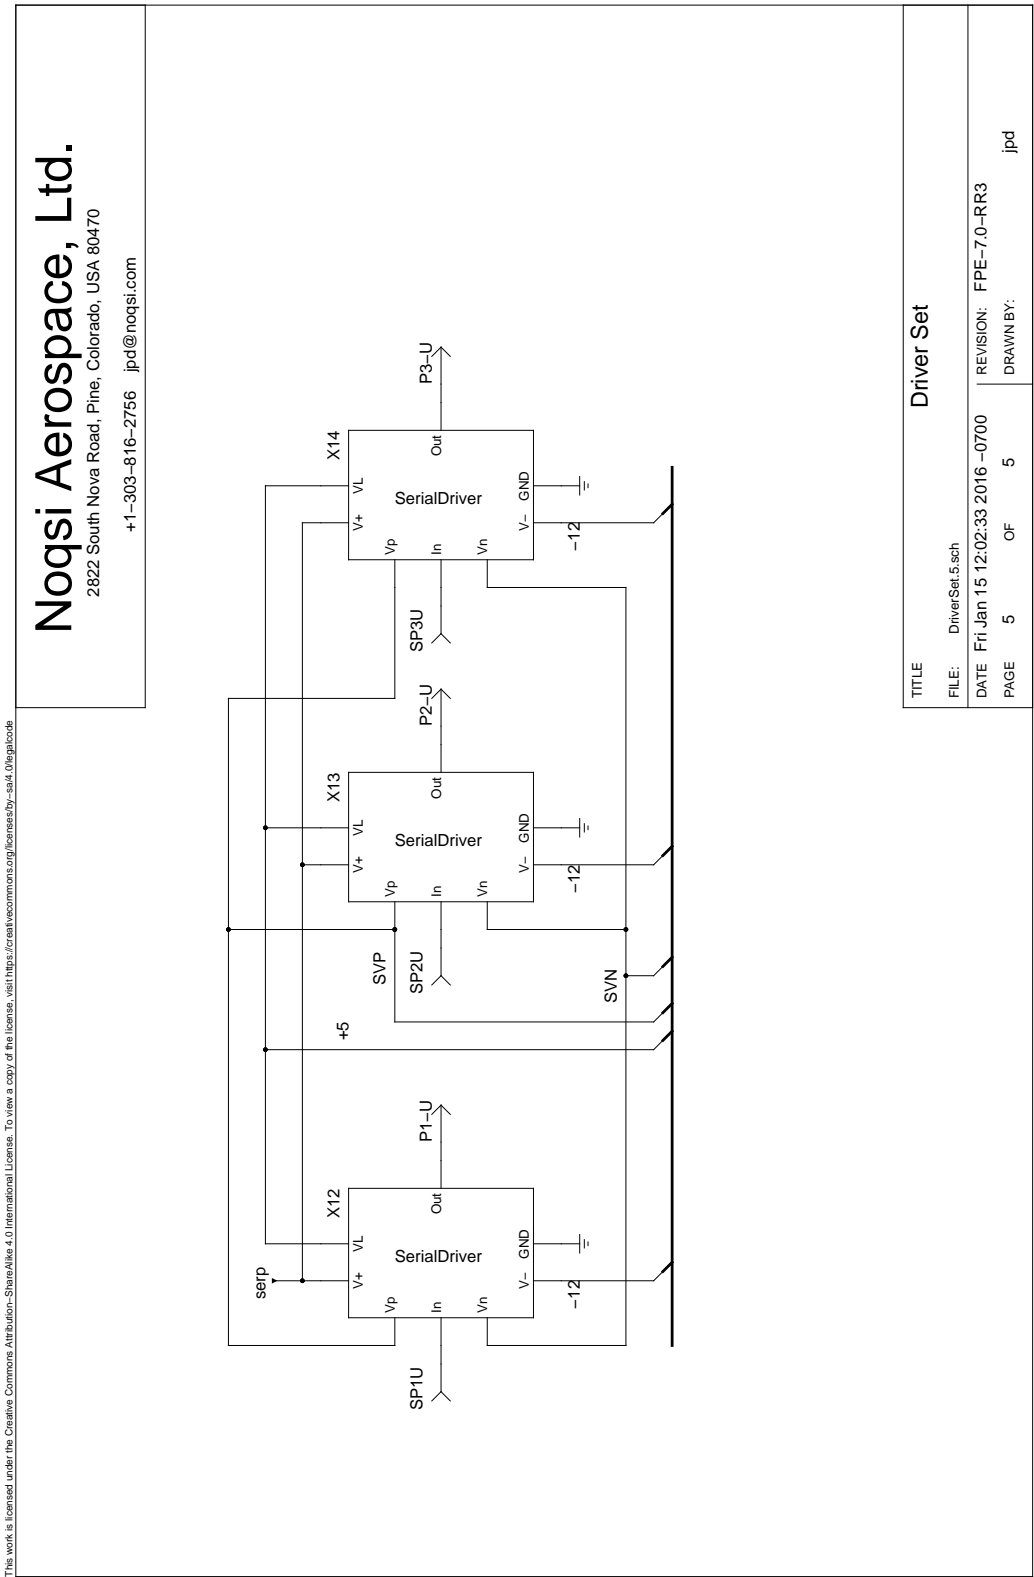 This work is licensed under the Creative Commons Attribution−ShareAlike 4.0 International License. To view a copy of the license, visit https://creativecommons.org/licenses/by−sa/4.0/legalcode
Noqsi Aerospace, Ltd.
2822 South Nova Road, Pine, Colorado, USA 80470
+1−303−816−2756 jpd@noqsi.com
serp
X12
V+
VL
Vp
In
Vn
SerialDriver
Out
V−
GND
−12
SP1U
P1−U
+5
SVP
SVN
X13
V+
VL
Vp
In
Vn
SerialDriver
Out
V−
GND
−12
SP2U
P2−U
X14
V+
VL
Vp
In
Vn
SerialDriver
Out
V−
GND
−12
SP3U
P3−U
TITLE
Driver Set
FILE: DriverSet.5.sch
DATE Fri Jan 15 12:02:33 2016 −0700
REVISION: FPE−7.0−RR3
PAGE 5 OF 5
DRAWN BY: jpd